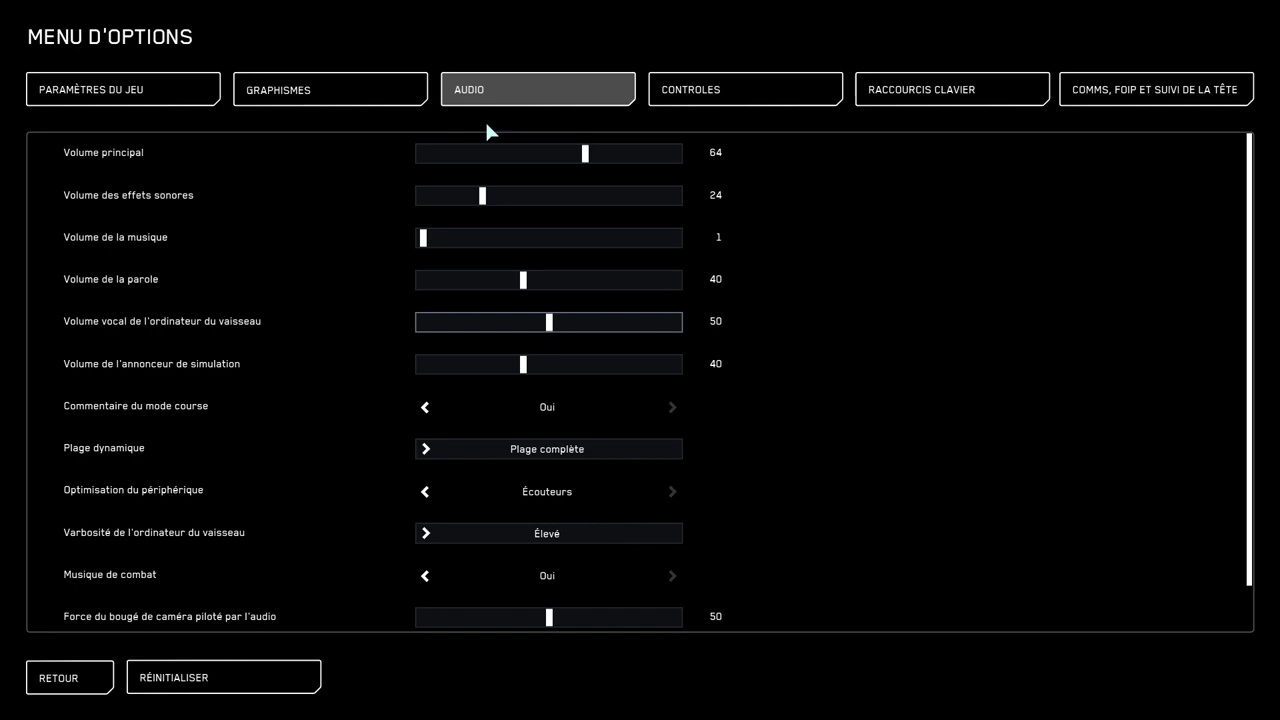 MENU D'OPTIONS
PARAMÈTRES DU JEU GRAPHISMES AUDIO CONTROLES RACCOURCIS CLAVIER COMMS, FOIP ET SUIVI DE LA TÊTE
Volume principal 64
Volume des effets sonores 24
Volume de la musique 1
Volume de la parole 40
Volume vocal de l'ordinateur du vaisseau 50
Volume de l'annonceur de simulation 40
Commentaire du mode course Oui
Plage dynamique Plage complète
Optimisation du périphérique Écouteurs
Varbosité de l'ordinateur du vaisseau Élevé
Musique de combat Oui
Force du bougé de caméra piloté par l'audio 50
RETOUR RÉINITIALISER